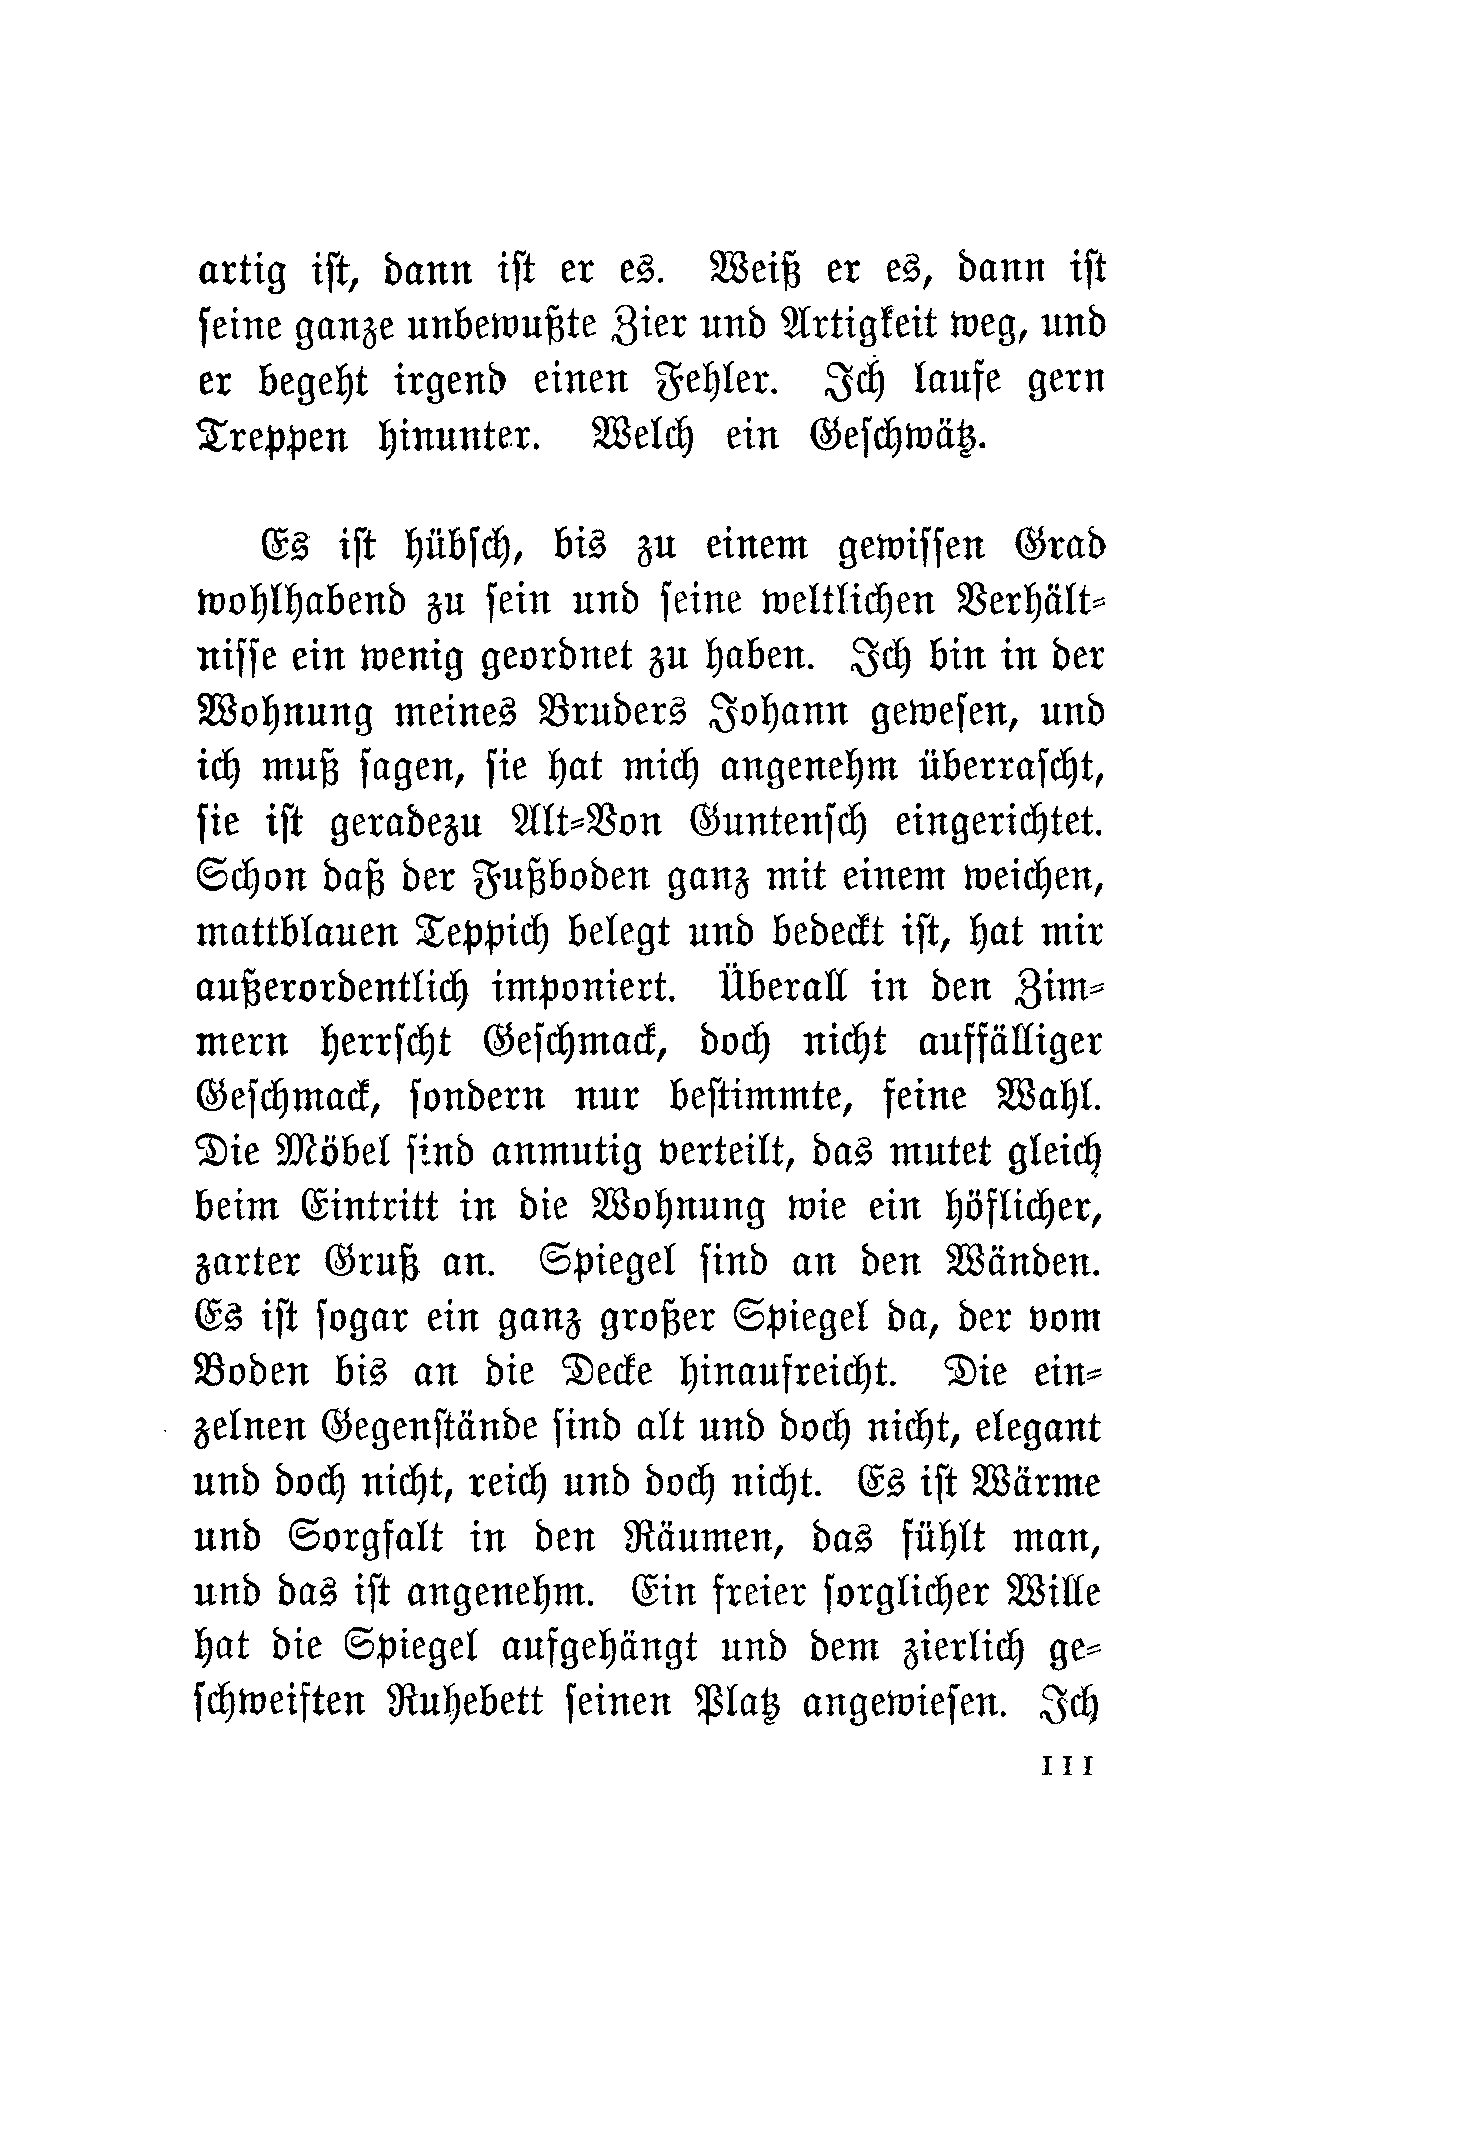 artig iſt, dann iſt er es. Weiß er es, dann iſt
ſeine ganze unbewußte Zier und Artigkeit weg, und
er begeht irgend einen Fehler. Ich laufe gern
Treppen hinunter. Welch ein Geſchwätz.
Es iſt hübſch, bis zu einem gewiſſen Grad
wohlhabend zu ſein und ſeine weltlichen Verhält⸗
niſſe ein wenig geordnet zu haben. Ich bin in der
Wohnung meines Bruders Johann geweſen, und
ich muß ſagen, ſie hat mich angenehm überraſcht,
ſie iſt geradezu Alt⸗Von Guntenſch eingerichtet.
Schon daß der Fußboden ganz mit einem weichen,
mattblauen Teppich belegt und bedeckt iſt, hat mir
außerordentlich imponiert. Überall in den Zim⸗
mern herrſcht Geſchmack, doch nicht auffälliger
Geſchmack, ſondern nur beſtimmte, feine Wahl.
Die Möbel ſind anmutig verteilt, das mutet gleich
beim Eintritt in die Wohnung wie ein höflicher,
zarter Gruß an. Spiegel ſind an den Wänden.
Es iſt ſogar ein ganz großer Spiegel da, der vom
Boden bis an die Decke hinaufreicht. Die ein⸗
zelnen Gegenſtände ſind alt und doch nicht, elegant
und doch nicht, reich und doch nicht. Es iſt Wärme
und Sorgfalt in den Räumen, das fühlt man,
und das iſt angenehm. Ein freier ſorglicher Wille
hat die Spiegel aufgehängt und dem zierlich ge⸗
ſchweiften Ruhebett ſeinen Platz angewieſen. Ich
111